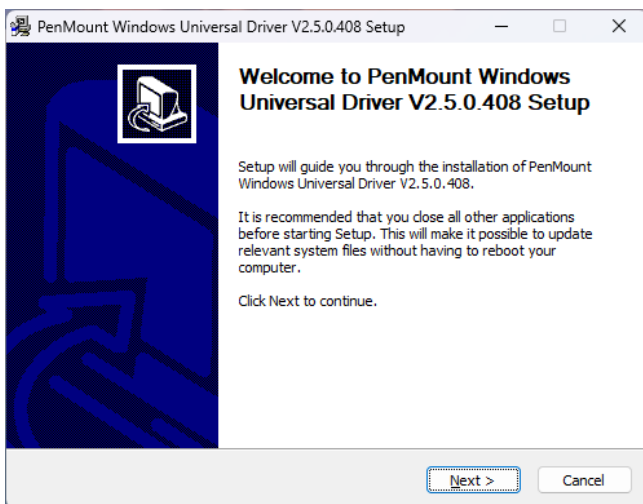 PenMount Windows Universal Driver V2.5.0.408 Setup
Welcome to PenMount Windows
Universal Driver V2.5.0.408 Setup
Setup will guide you through the installation of PenMount
Windows Universal Driver V2.5.0.408.
It is recommended that you close all other applications
before starting Setup. This will make it possible to update
relevant system files without having to reboot your
computer.
Click Next to continue.
Next >
Cancel